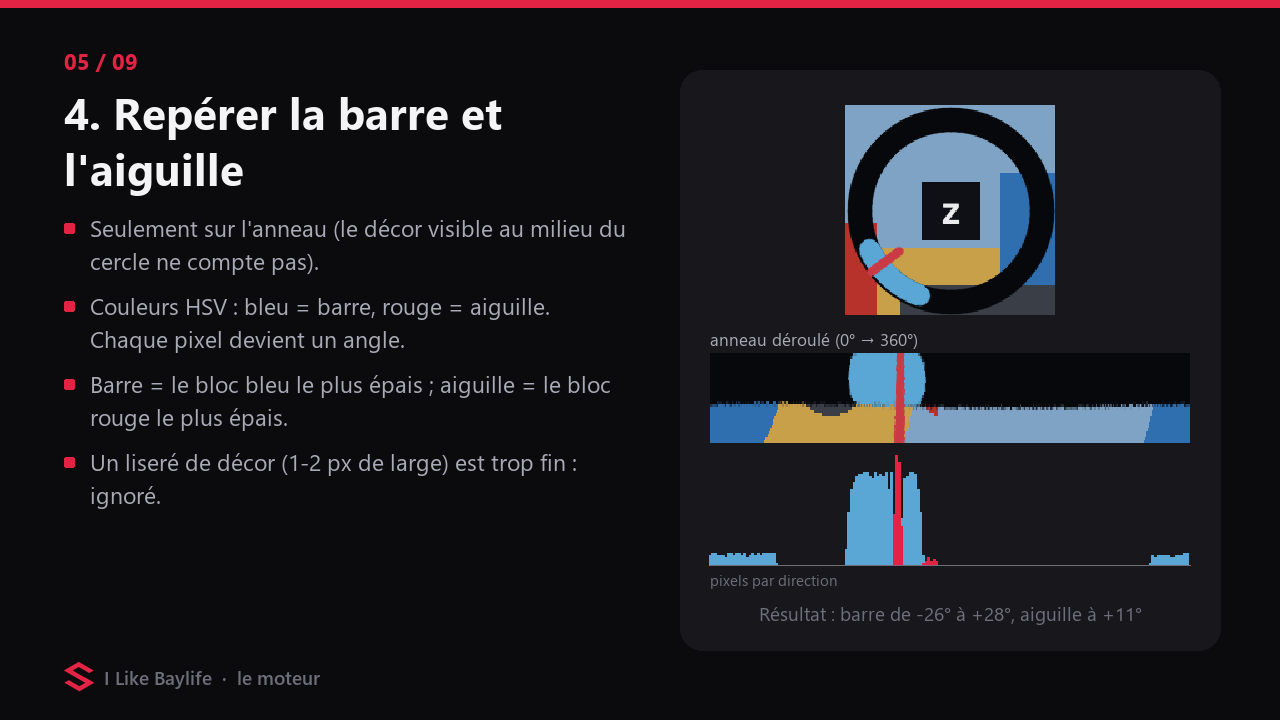 05 / 09
4. Repérer la barre et
l'aiguille
Seulement sur l'anneau (le décor visible au milieu du
cercle ne compte pas).
Couleurs HSV : bleu = barre, rouge = aiguille.
Chaque pixel devient un angle.
Barre = le bloc bleu le plus épais ; aiguille = le bloc
rouge le plus épais.
Un liseré de décor (1-2 px de large) est trop fin :
ignoré.
Z
anneau déroulé (0° → 360°)
pixels par direction
Résultat : barre de -26° à +28°, aiguille à +11°
I Like Baylife · le moteur